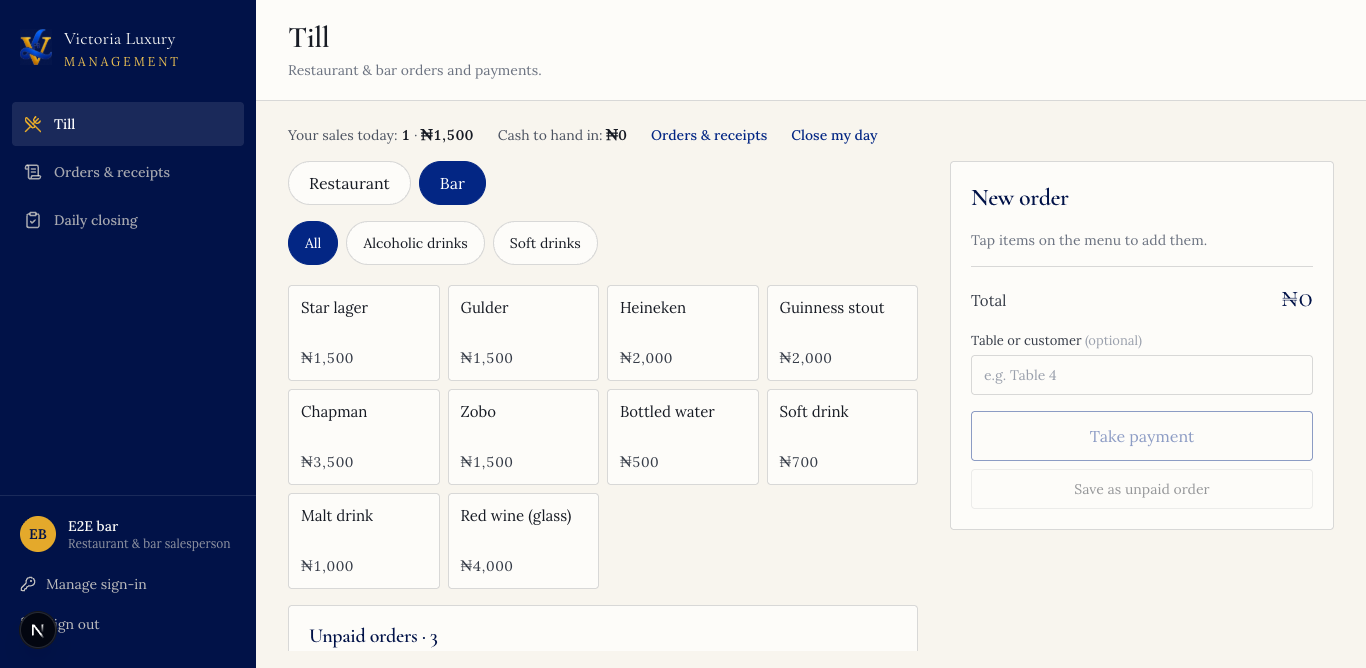 Victoria Luxury
MANAGEMENT
Till
Orders & receipts
Daily closing
EB
E2E bar
Restaurant & bar salesperson
Manage sign-in
N
gn out
Till
Restaurant & bar orders and payments.
Your sales today: 1 · ₦1,500 Cash to hand in: ₦0 Orders & receipts Close my day
Restaurant Bar
All Alcoholic drinks Soft drinks
Star lager Gulder Heineken Guinness stout
₦1,500 ₦1,500 ₦2,000 ₦2,000
Chapman Zobo Bottled water Soft drink
₦3,500 ₦1,500 ₦500 ₦700
Malt drink Red wine (glass)
₦1,000 ₦4,000
Unpaid orders · 3
New order
Tap items on the menu to add them.
Total ₦0
Table or customer (optional)
e.g. Table 4
Take payment
Save as unpaid order